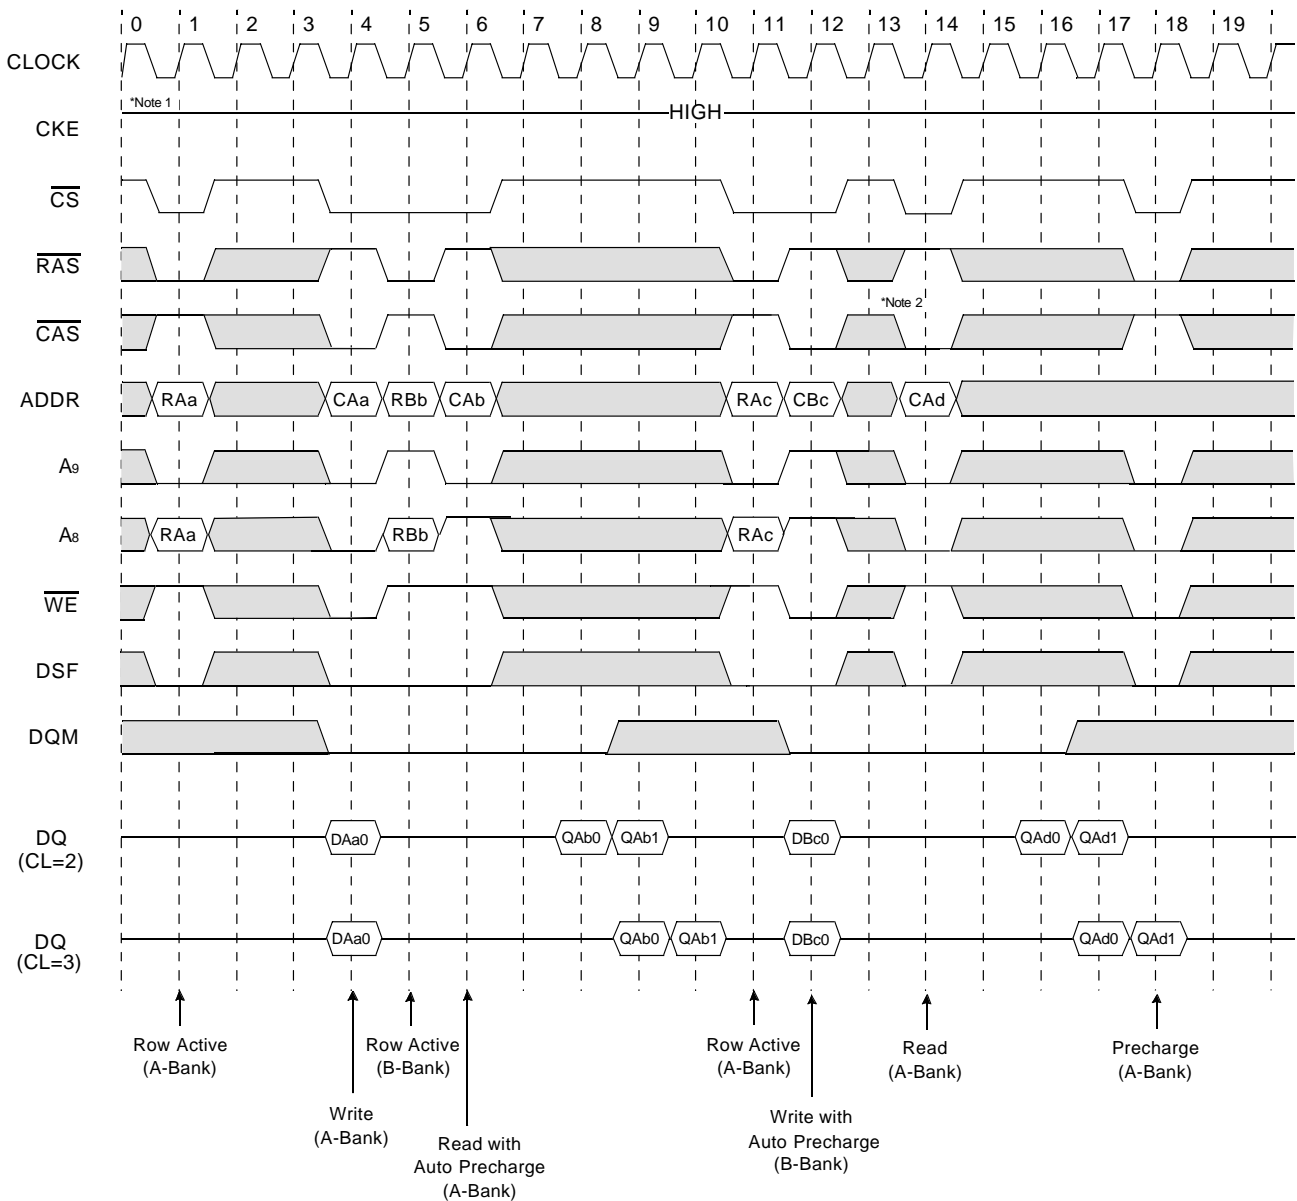 0 1 2 3 4 5 6 7 8 9 10 11 12 13 14 15 16 17 18 19
CLOCK
*Note 1
HIGH
CKE
CS
RAS
*Note 2
CAS
ADDR RAa CAa RBb CAb RAc CBc CAd
A9
A8 RAa RBb RAc
WE
DSF
DQM
DQ
(CL=2)
DAa0 QAb0 QAb1 DBc0 QAd0 QAd1
DQ
(CL=3)
DAa0 QAb0 QAb1 DBc0 QAd0 QAd1
Row Active
(A-Bank)
Write
(A-Bank)
Row Active
(B-Bank)
Read with
Auto Precharge
(A-Bank)
Row Active
(A-Bank)
Write with
Auto Precharge
(B-Bank)
Read
(A-Bank)
Precharge
(A-Bank)